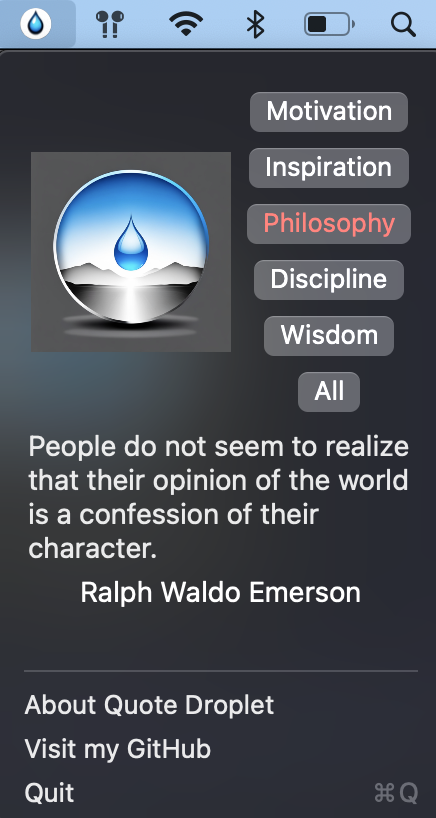 Motivation
Inspiration
Philosophy
Discipline
Wisdom
All
People do not seem to realize
that their opinion of the world
is a confession of their
character.
Ralph Waldo Emerson
About Quote Droplet
Visit my GitHub
Quit ⌘Q